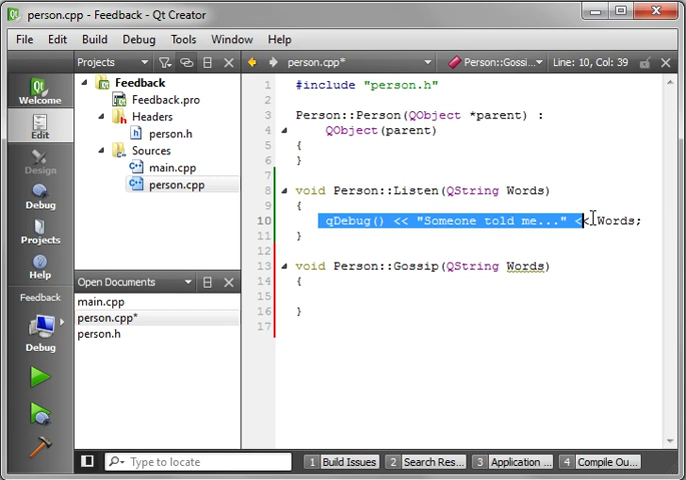 person.cpp - Feedback - Qt Creator
File Edit Build Debug Tools Window Help
Projects person.cpp* Person::Gossi... Line: 10, Col: 39
Welcome
Edit
Design
Debug
Projects
Help
Feedback
Debug
Feedback
Feedback.pro
Headers
person.h
Sources
main.cpp
person.cpp
Open Documents
main.cpp
person.cpp*
person.h
1 #include "person.h"
2
3 Person::Person(QObject *parent) :
4 QObject(parent)
5 {
6 }
7
8 void Person::Listen(QString Words)
9 {
10 qDebug() << "Someone told me..." << Words;
11 }
12
13 void Person::Gossip(QString Words)
14 {
15
16 }
17
Type to locate 1 Build Issues 2 Search Res... 3 Application ... 4 Compile Ou...